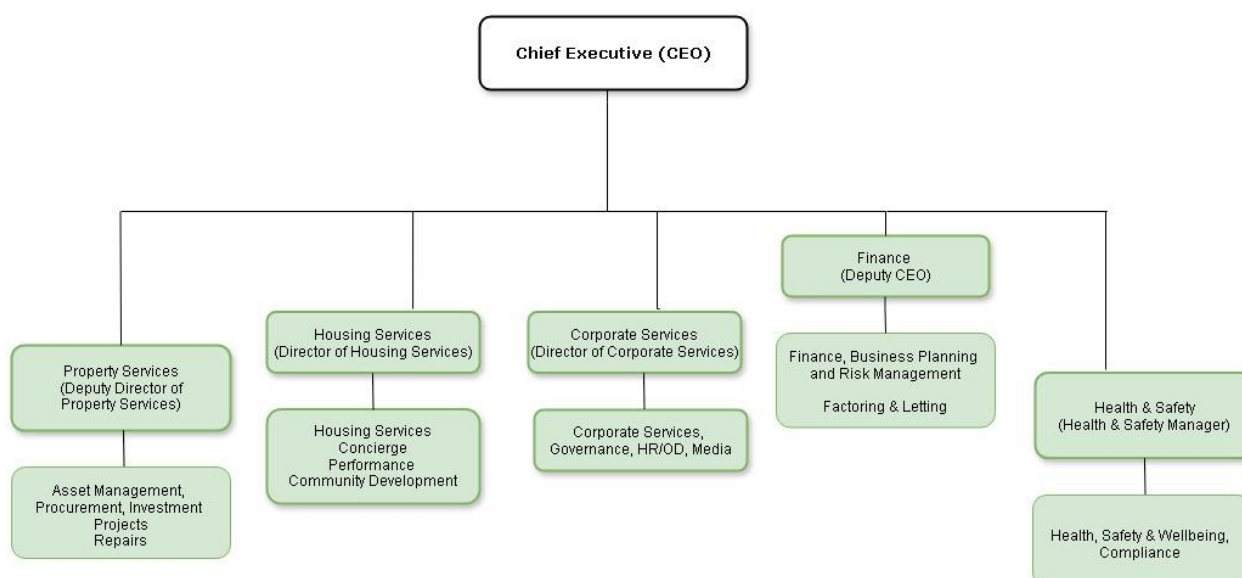 Chief Executive (CEO)
Finance
(Deputy CEO)
Housing Services
(Director of Housing Services)
Corporate Services
(Director of Corporate Services)
Property Services
(Deputy Director of
Property Services)
Finance, Business Planning
and Risk Management
Factoring & Letting
Health & Safety
(Health & Safety Manager)
Housing Services
Concierge
Performance
Community Development
Corporate Services,
Governance, HR/OD, Media
Asset Management,
Procurement, Investment
Projects
Repairs
Health, Safety & Wellbeing,
Compliance